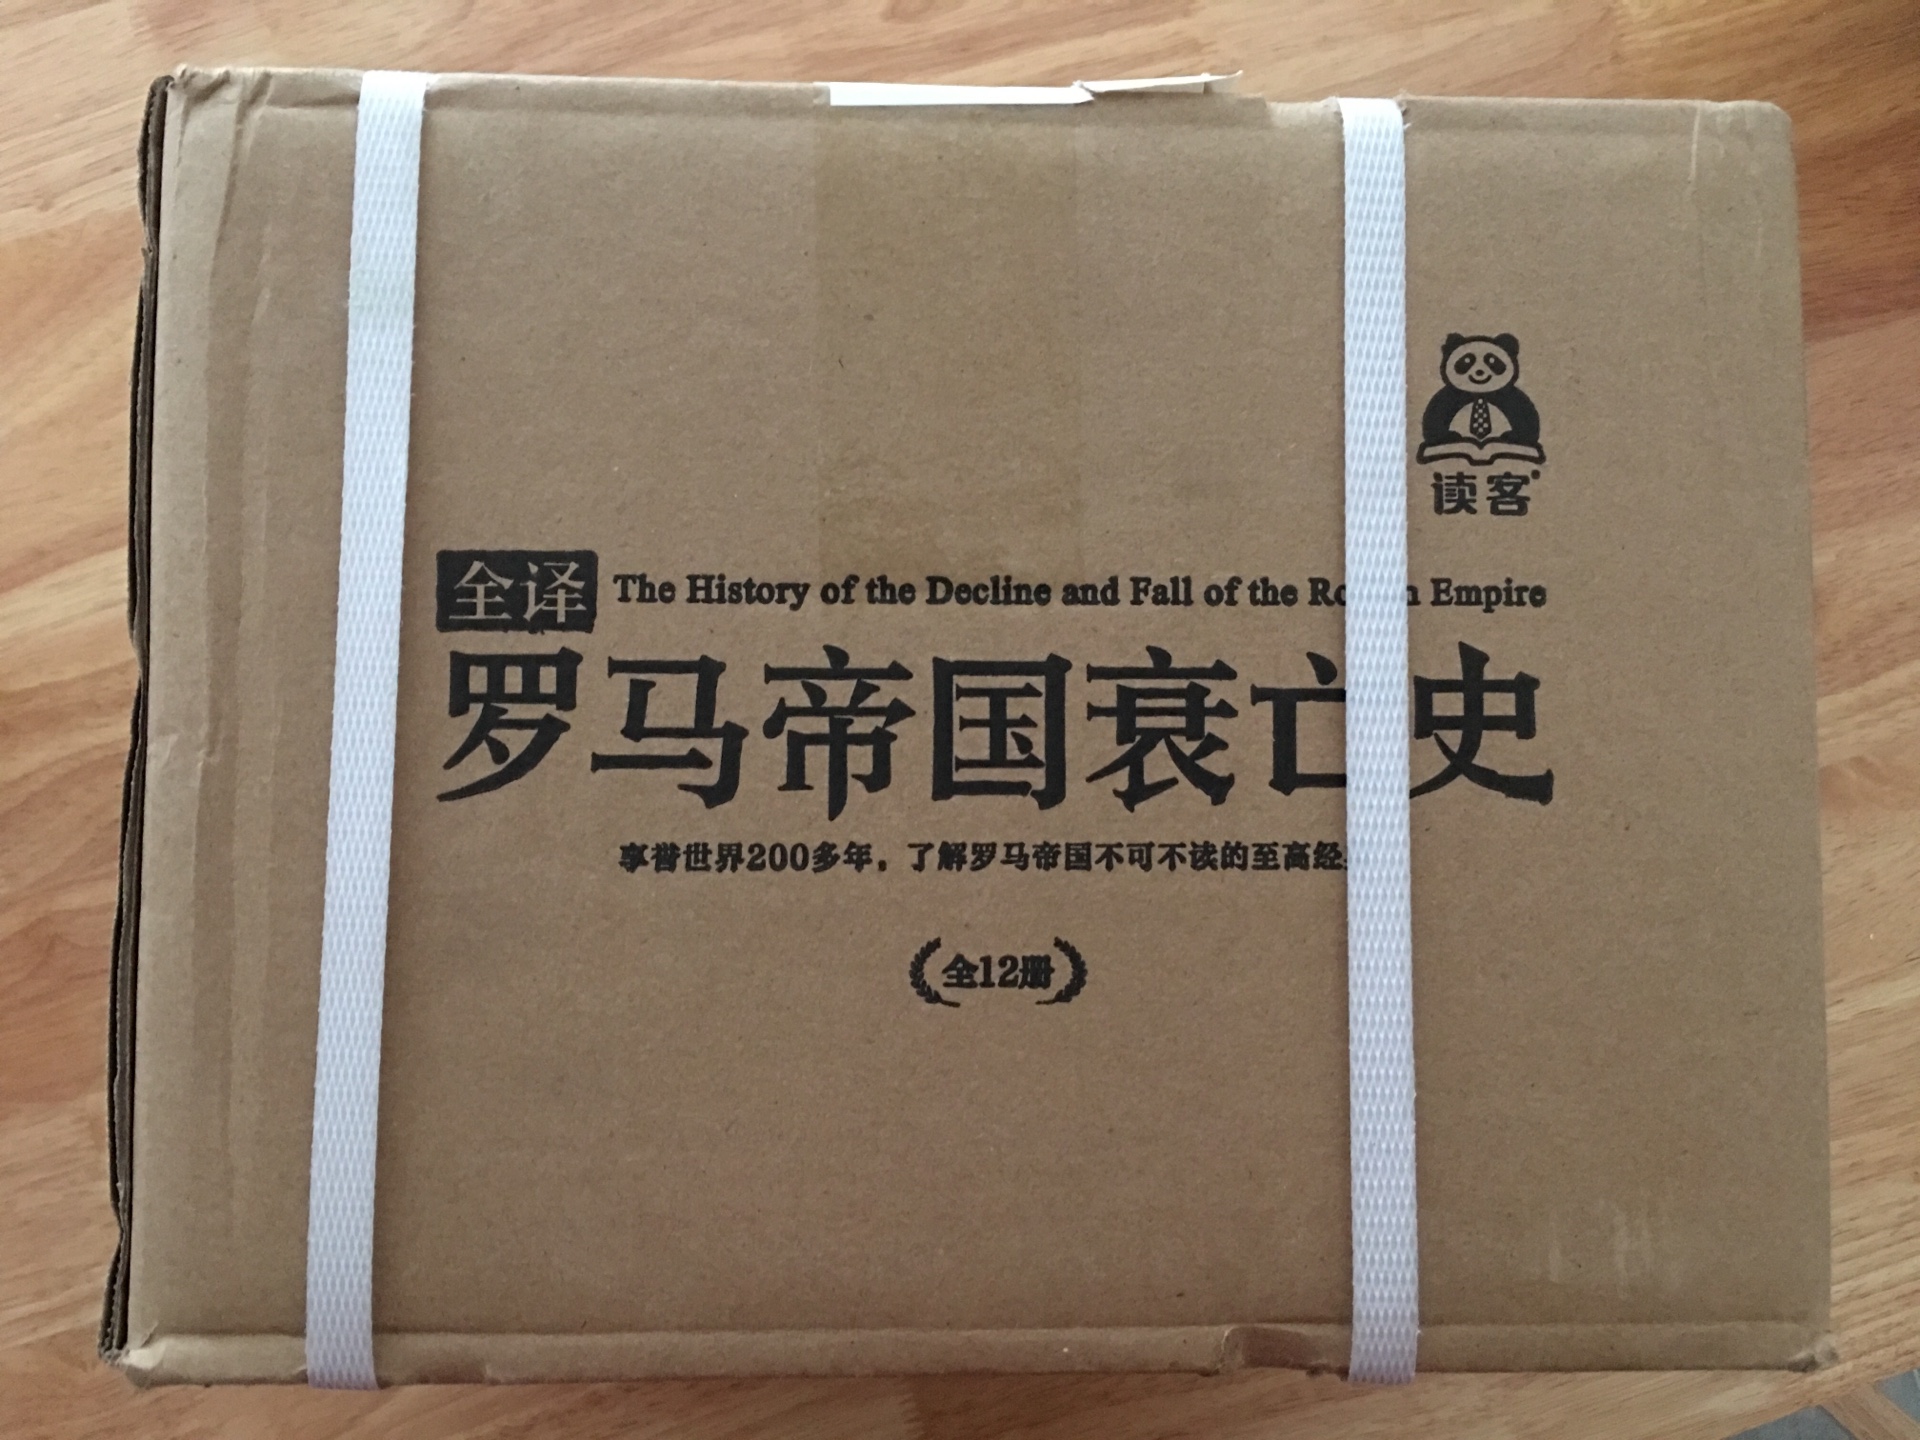 读客
全译 The History of the Decline and Fall of the Empire
罗马帝国衰亡史
享誉世界200多年，了解罗马帝国不可不读的至高经
全12册